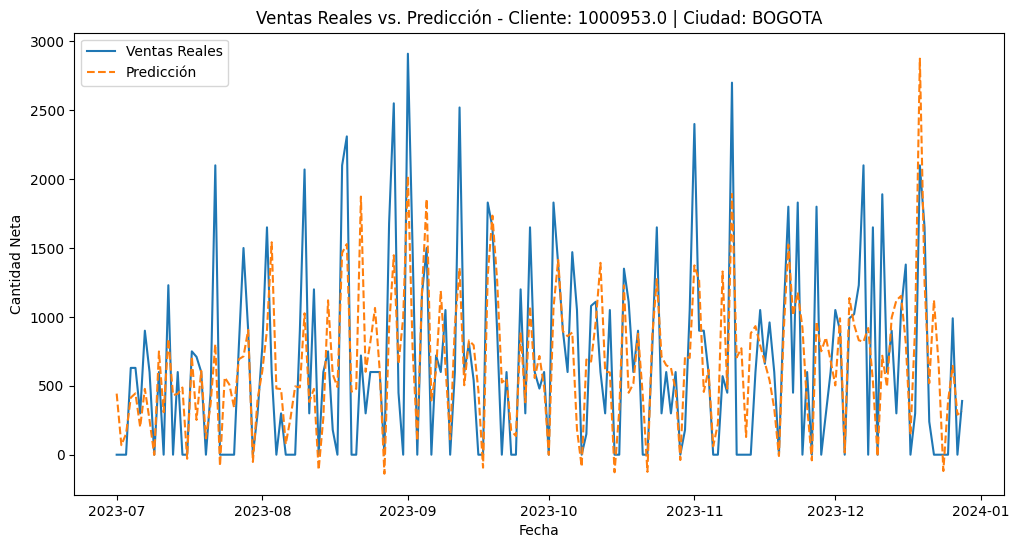 Ventas Reales vs. Predicción - Cliente: 1000953.0 | Ciudad: BOGOTA
Ventas Reales
Predicción
Cantidad Neta
3000
2500
2000
1500
1000
500
0
2023-07
2023-08
2023-09
2023-10
2023-11
2023-12
2024-01
Fecha